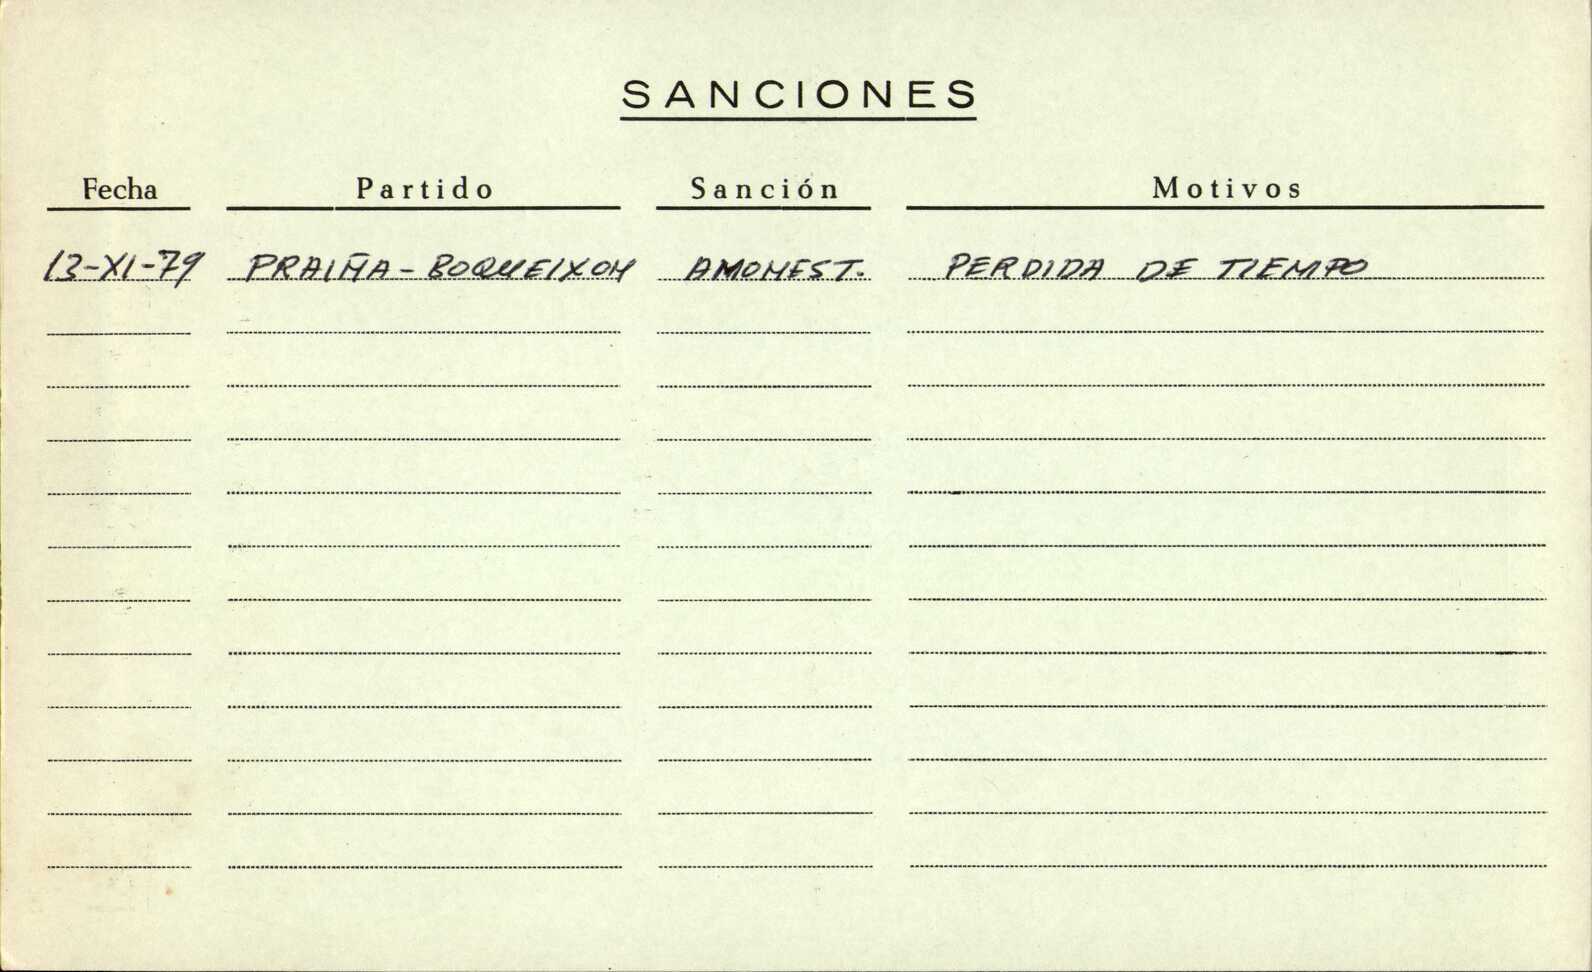 SANCIONES
Fecha Partido Sanción Motivos
13-XI-79 PRAIÑA - BOQUEIXON AMONEST. PERDIDA DE TIEMPO